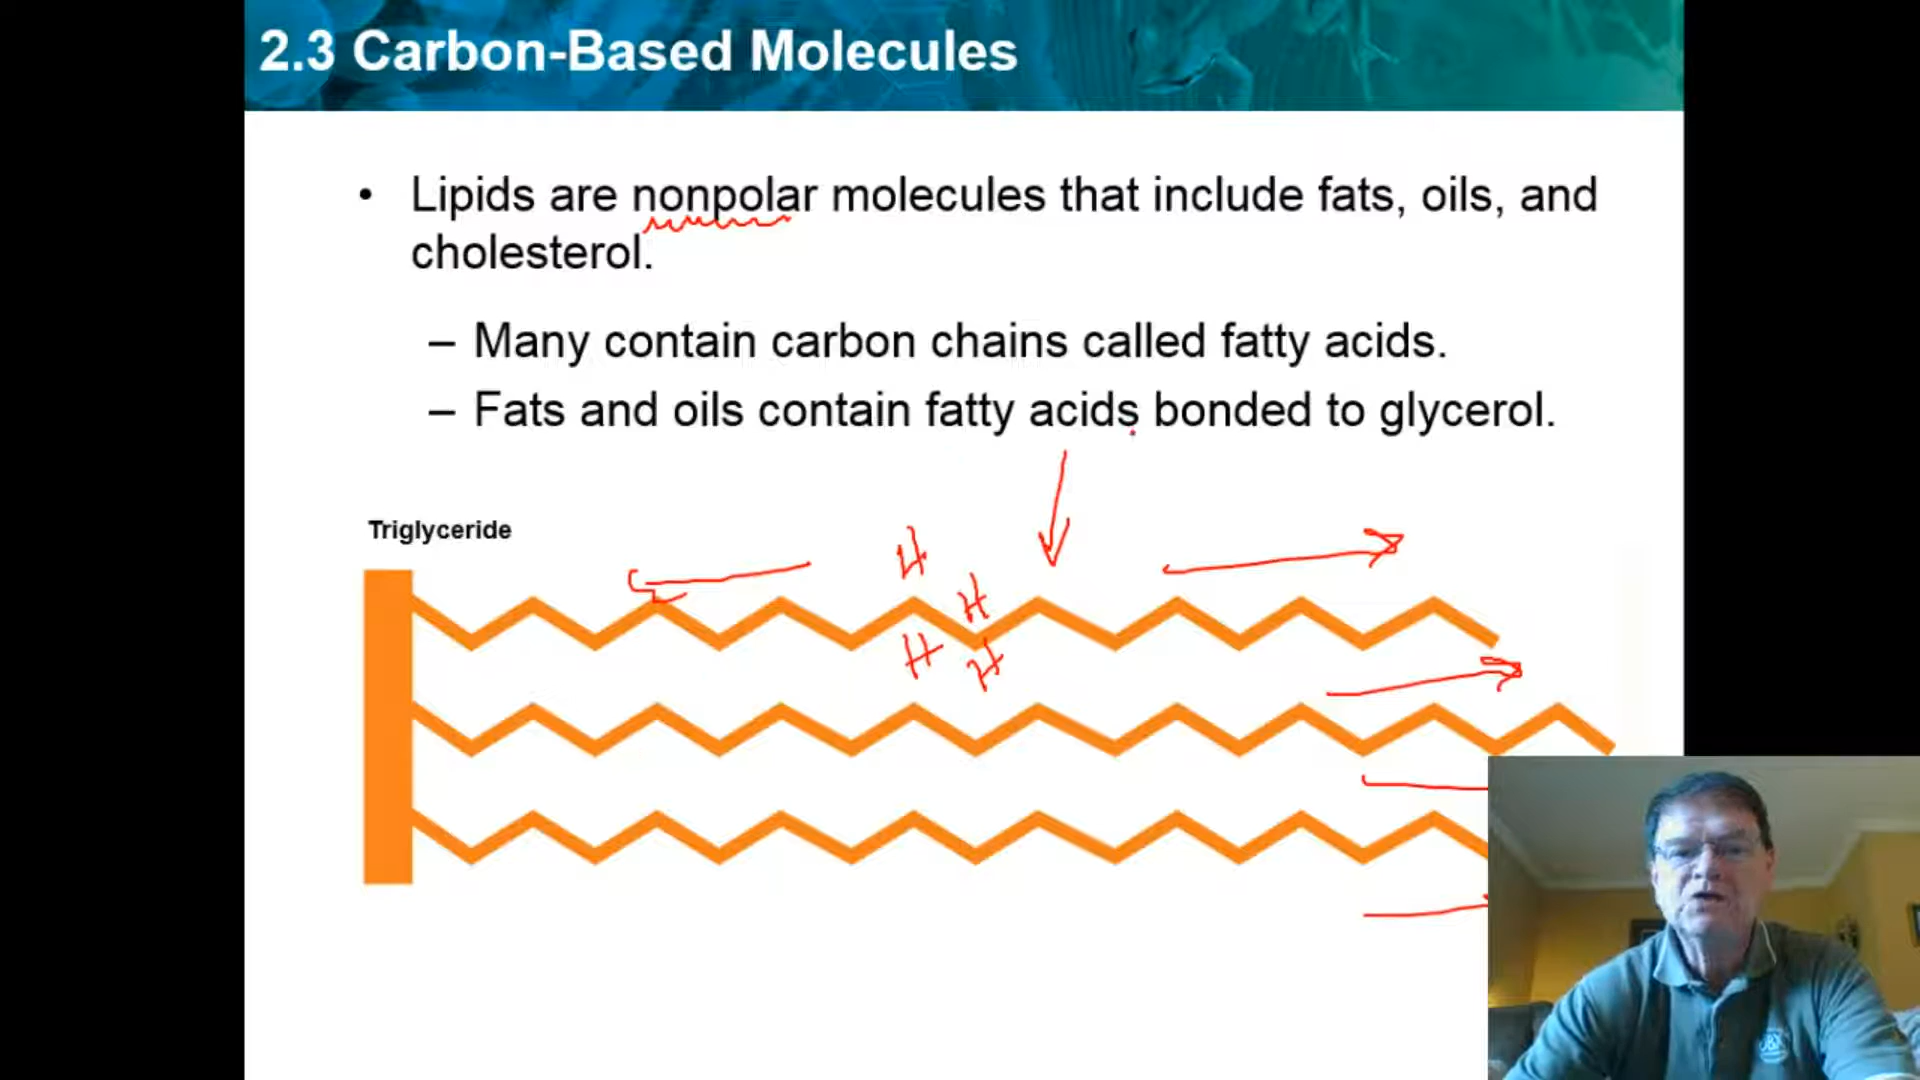 2.3 Carbon-Based Molecules
• Lipids are nonpolar molecules that include fats, oils, and
cholesterol.
– Many contain carbon chains called fatty acids.
– Fats and oils contain fatty acids bonded to glycerol.
Triglyceride
H
H
H
H